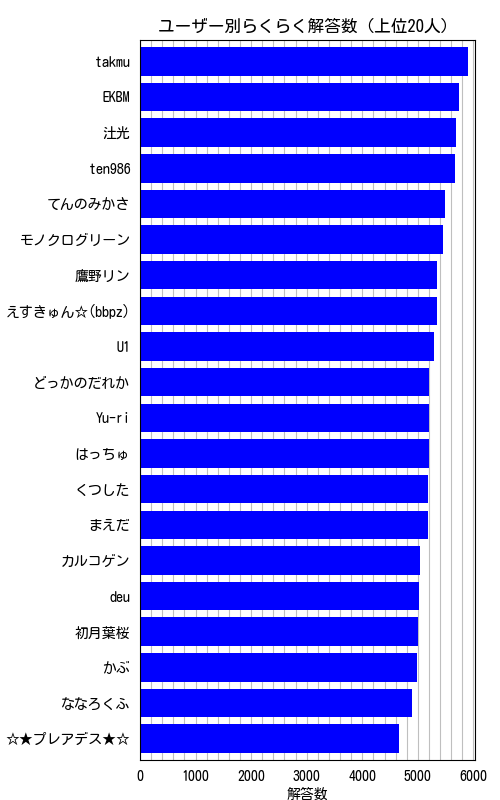 ユーザー別らくらく解答数（上位20人）
takmu
EKBM
汢光
ten986
てんのみかさ
モノクログリーン
鷹野リン
えすきゅん☆(bbpz)
U1
どっかのだれか
Yu-ri
はっちゅ
くつした
まえだ
カルコゲン
deu
初月葉桜
かぶ
ななろくふ
☆★プレアデス★☆
0 1000 2000 3000 4000 5000 6000
解答数